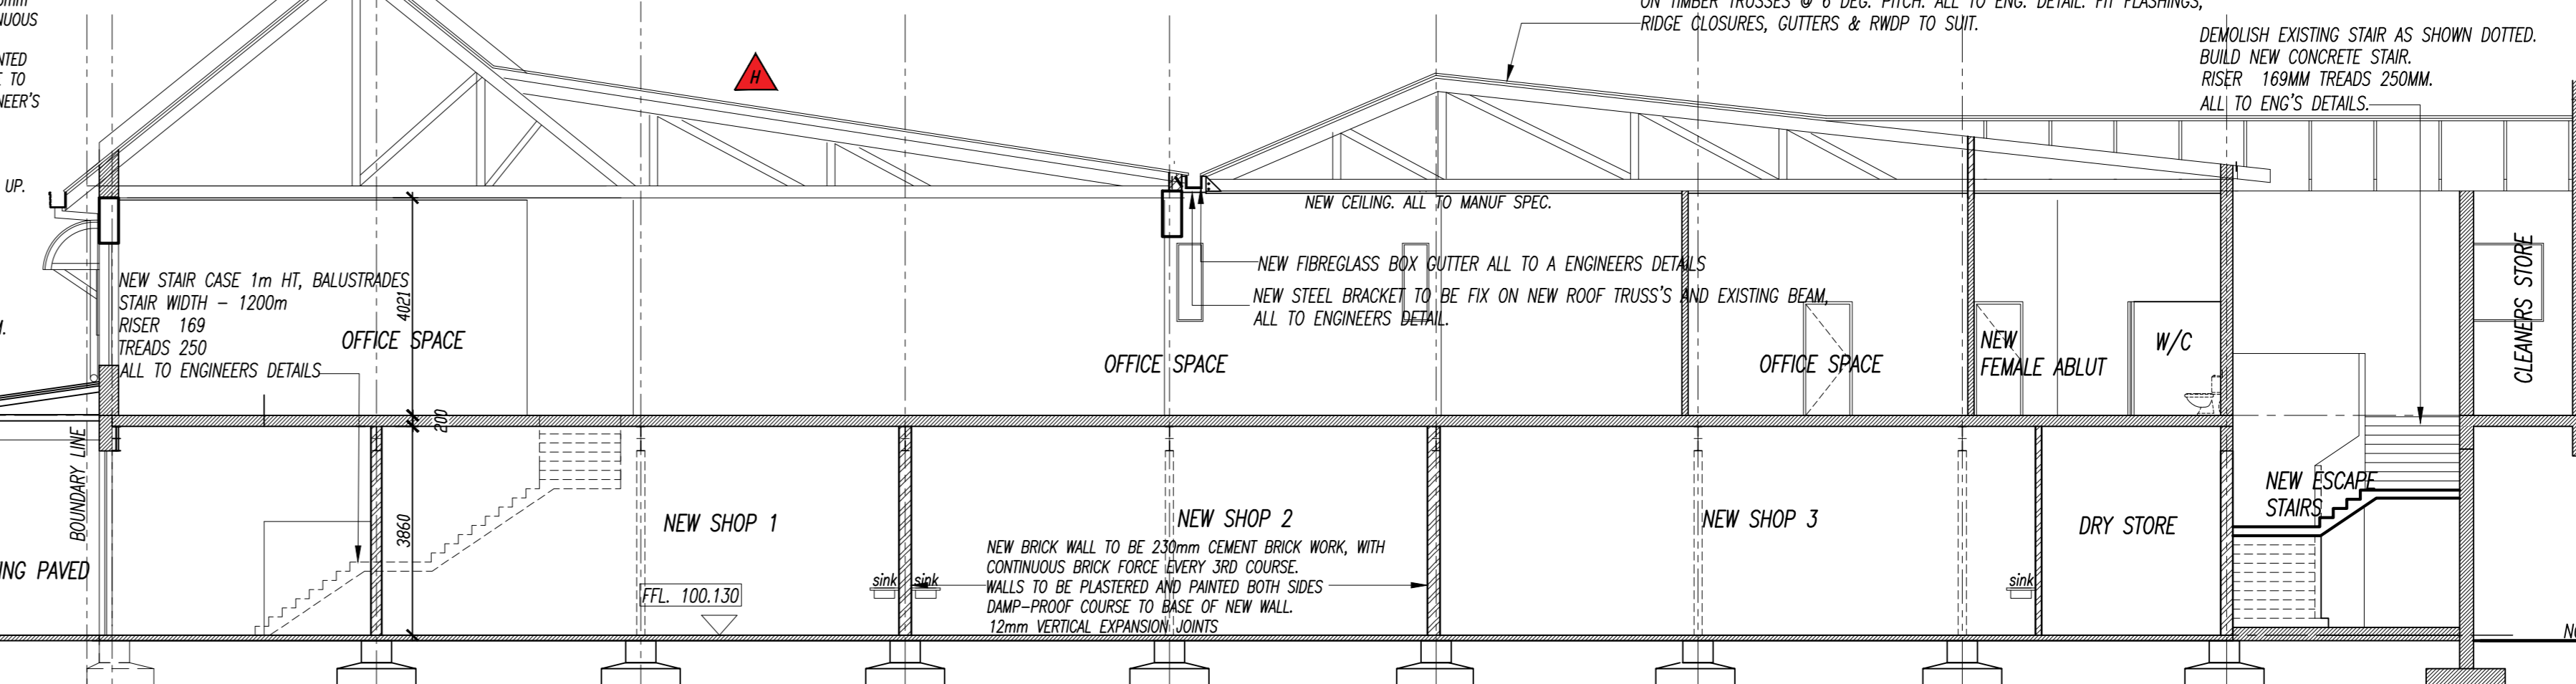 NUOUS
NTED
E TO
NEER'S
UP.
H
ON TIMBER TRUSSES @ 6 DEG. PITCH. ALL TO ENG. DETAIL. FIT FLASHINGS,
RIDGE CLOSURES, GUTTERS & RWDP TO SUIT.
DEMOLISH EXISTING STAIR AS SHOWN DOTTED.
BUILD NEW CONCRETE STAIR.
RISER 169MM TREADS 250MM.
ALL TO ENG'S DETAILS.
NEW CEILING. ALL TO MANUF SPEC.
NEW FIBREGLASS BOX GUTTER ALL TO A ENGINEERS DETAILS
NEW STEEL BRACKET TO BE FIX ON NEW ROOF TRUSS'S AND EXISTING BEAM,
ALL TO ENGINEERS DETAIL.
NEW STAIR CASE 1m HT, BALUSTRADES
STAIR WIDTH - 1200m
RISER 169
TREADS 250
ALL TO ENGINEERS DETAILS
4021
OFFICE SPACE
OFFICE SPACE
OFFICE SPACE
NEW
FEMALE ABLUT
W/C
CLEANERS STORE
200
BOUNDARY LINE
3860
NEW SHOP 1
NEW SHOP 2
NEW SHOP 3
DRY STORE
NEW ESCAPE
STAIRS
ING PAVED
FFL. 100.130
sink
sink
sink
NEW BRICK WALL TO BE 230mm CEMENT BRICK WORK, WITH
CONTINUOUS BRICK FORCE EVERY 3RD COURSE.
WALLS TO BE PLASTERED AND PAINTED BOTH SIDES
DAMP-PROOF COURSE TO BASE OF NEW WALL.
12mm VERTICAL EXPANSION JOINTS